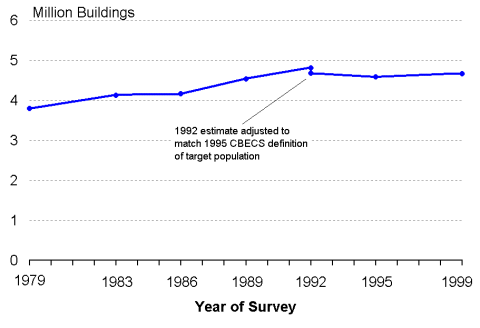 Million Buildings
6
5
4
1992 estimate adjusted to
match 1995 CBECS definition
of target population
3
2
1
0
1979 1983 1986 1989 1992 1995 1999
Year of Survey